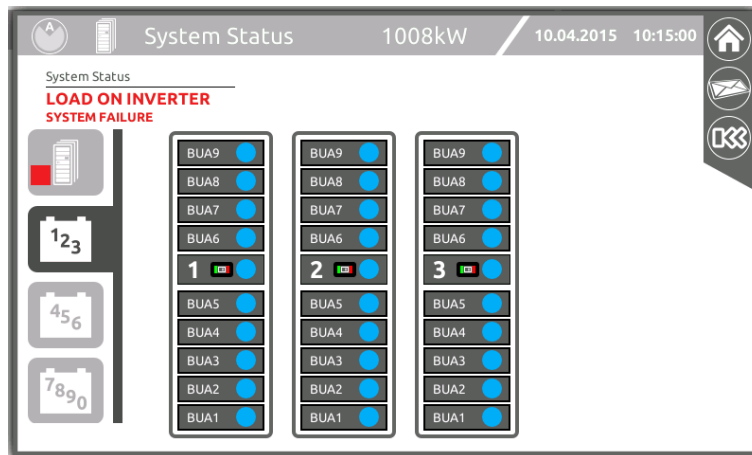 A System Status 1008kW 10.04.2015 10:15:00
System Status
LOAD ON INVERTER
SYSTEM FAILURE
BUA9 BUA9 BUA9
BUA8 BUA8 BUA8
BUA7 BUA7 BUA7
123 BUA6 BUA6 BUA6
1 2 3
456 BUA5 BUA5 BUA5
BUA4 BUA4 BUA4
BUA3 BUA3 BUA3
7890 BUA2 BUA2 BUA2
BUA1 BUA1 BUA1